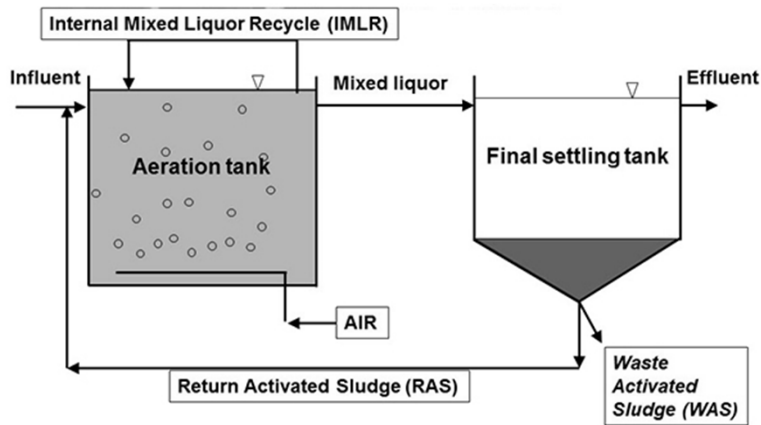 Internal Mixed Liquor Recycle (IMLR)
Influent
Mixed liquor
Effluent
Aeration tank
Final settling tank
AIR
Return Activated Sludge (RAS)
Waste
Activated
Sludge (WAS)